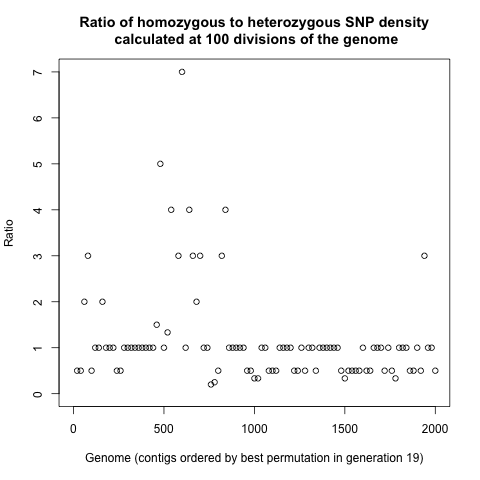 Ratio of homozygous to heterozygous SNP density
calculated at 100 divisions of the genome
Ratio
7
6
5
4
3
2
1
0
0 500 1000 1500 2000
Genome (contigs ordered by best permutation in generation 19)